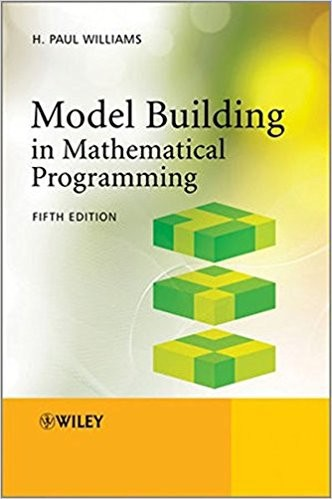 H. PAUL WILLIAMS
Model Building
in Mathematical
Programming
FIFTH EDITION
WILEY